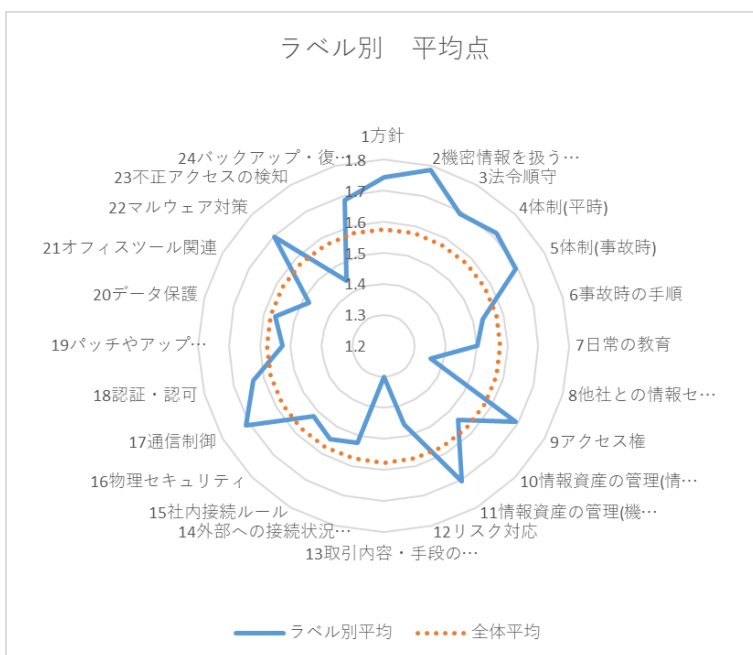 ラベル別　平均点
1方針
2機密情報を扱う…
3法令順守
4体制(平時)
5体制(事故時)
6事故時の手順
7日常の教育
8他社との情報セ…
9アクセス権
10情報資産の管理(情…
11情報資産の管理(機…
12リスク対応
13取引内容・手段の…
14外部への接続状況…
15社内接続ルール
16物理セキュリティ
17通信制御
18認証・認可
19パッチやアップ…
20データ保護
21オフィスツール関連
22マルウェア対策
23不正アクセスの検知
24バックアップ・復…
1.8
1.7
1.6
1.5
1.4
1.3
1.2
ラベル別平均
全体平均